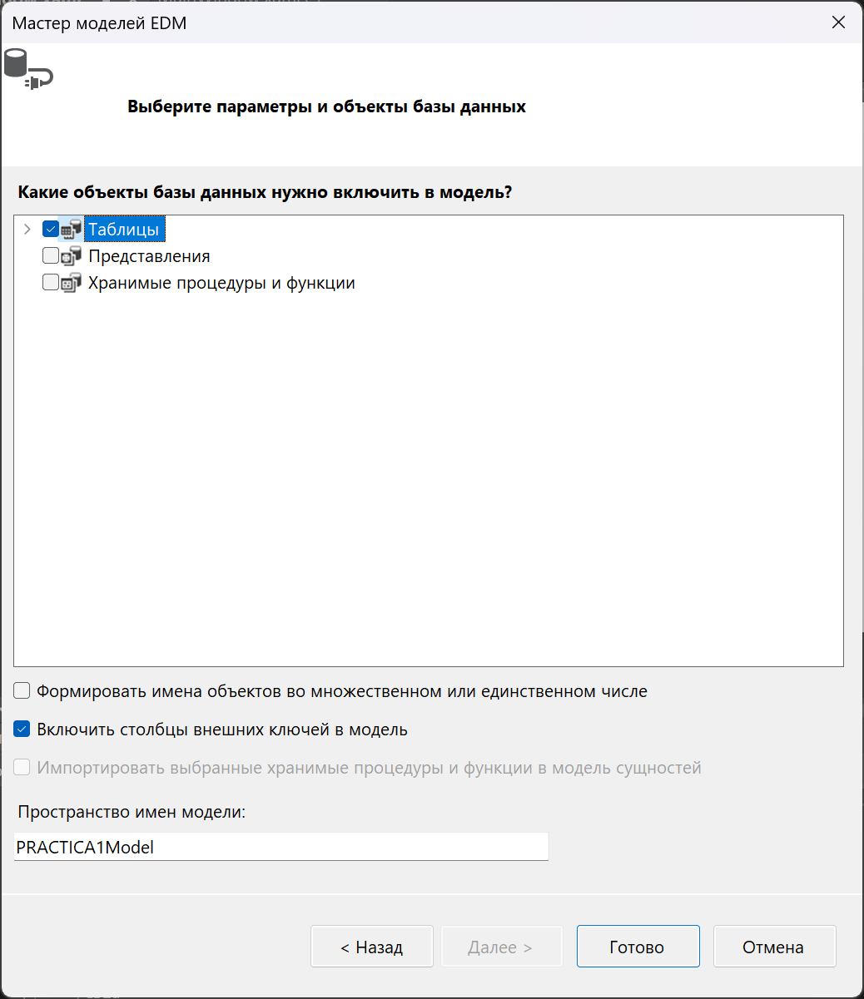 Мастер моделей EDM
Выберите параметры и объекты базы данных
Какие объекты базы данных нужно включить в модель?
Таблицы
Представления
Хранимые процедуры и функции
Формировать имена объектов во множественном или единственном числе
Включить столбцы внешних ключей в модель
Импортировать выбранные хранимые процедуры и функции в модель сущностей
Пространство имен модели:
PRACTICA1Model
< Назад
Далее >
Готово
Отмена